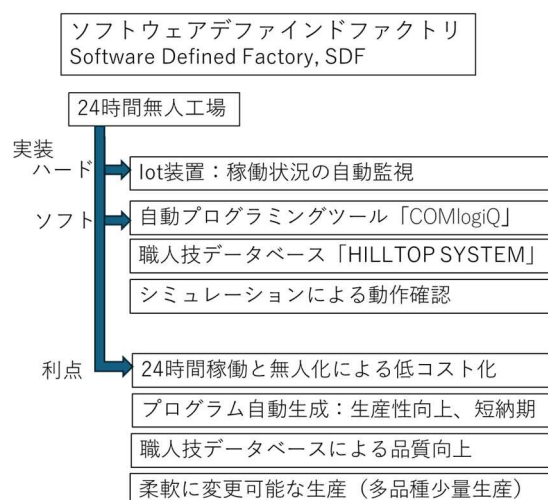 ソフトウェアデファインドファクトリ
Software Defined Factory, SDF
24時間無人工場
実装
ハード
Iot装置：稼働状況の自動監視
ソフト
自動プログラミングツール「COMlogiQ」
職人技データベース「HILLTOP SYSTEM」
シミュレーションによる動作確認
利点
24時間稼働と無人化による低コスト化
プログラム自動生成：生産性向上、短納期
職人技データベースによる品質向上
柔軟に変更可能な生産（多品種少量生産）